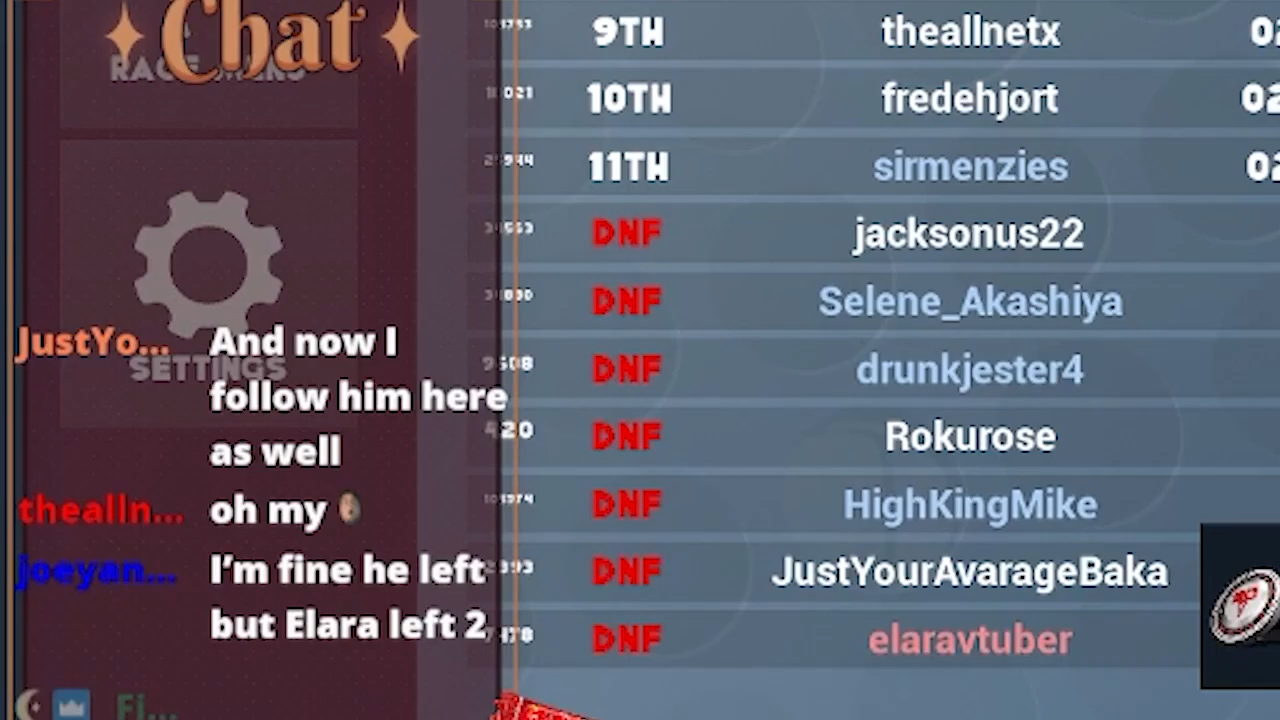 Chat
SETTINGS
JustYo... And now I
follow him here
as well
thealln... oh my
Joeyan... I'm fine he left
but Elara left 2
Fi...
9TH theallnetx
10TH fredehjort
11TH sirmenzies
DNF jacksonus22
DNF Selene_Akashiya
DNF drunkjester4
DNF Rokurose
DNF HighKingMike
DNF JustYourAvarageBaka
DNF elaravtuber